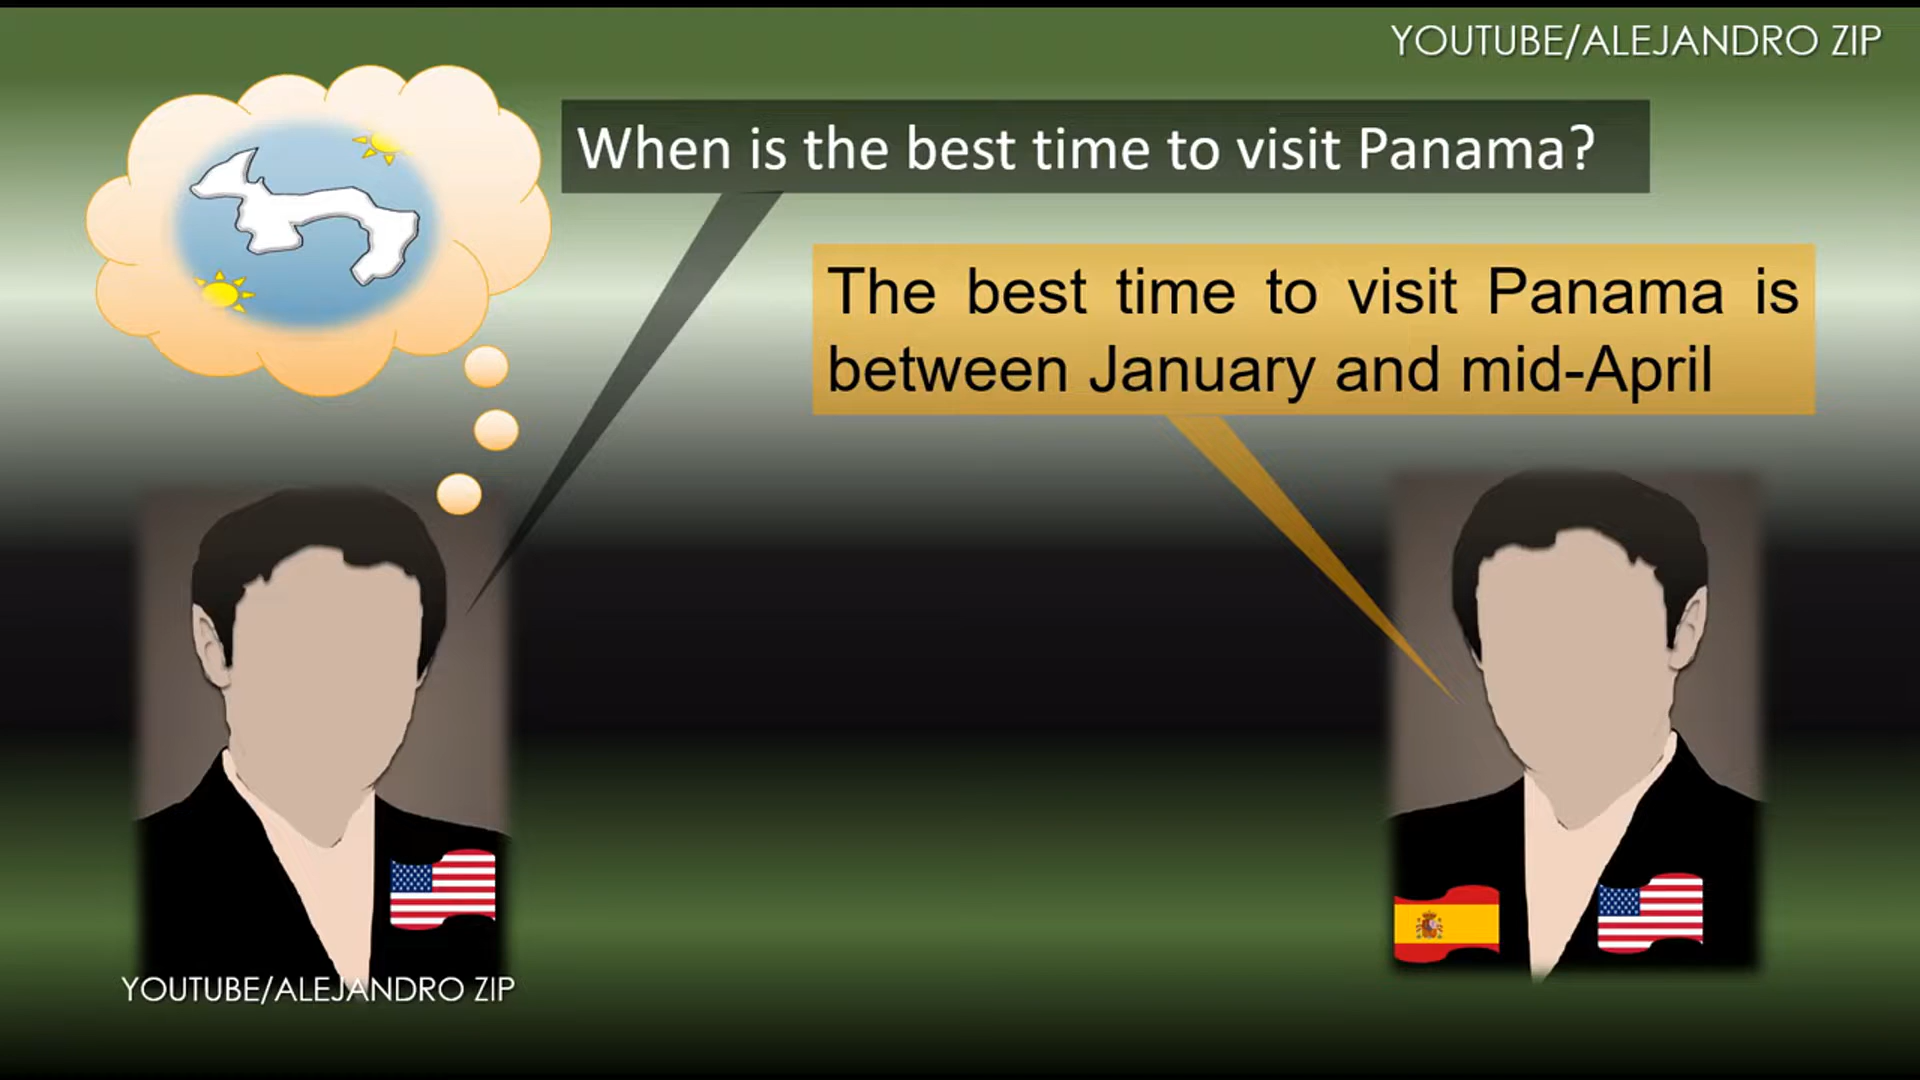 YOUTUBE/ALEJANDRO ZIP
When is the best time to visit Panama?
The best time to visit Panama is
between January and mid-April
YOUTUBE/ALEJANDRO ZIP